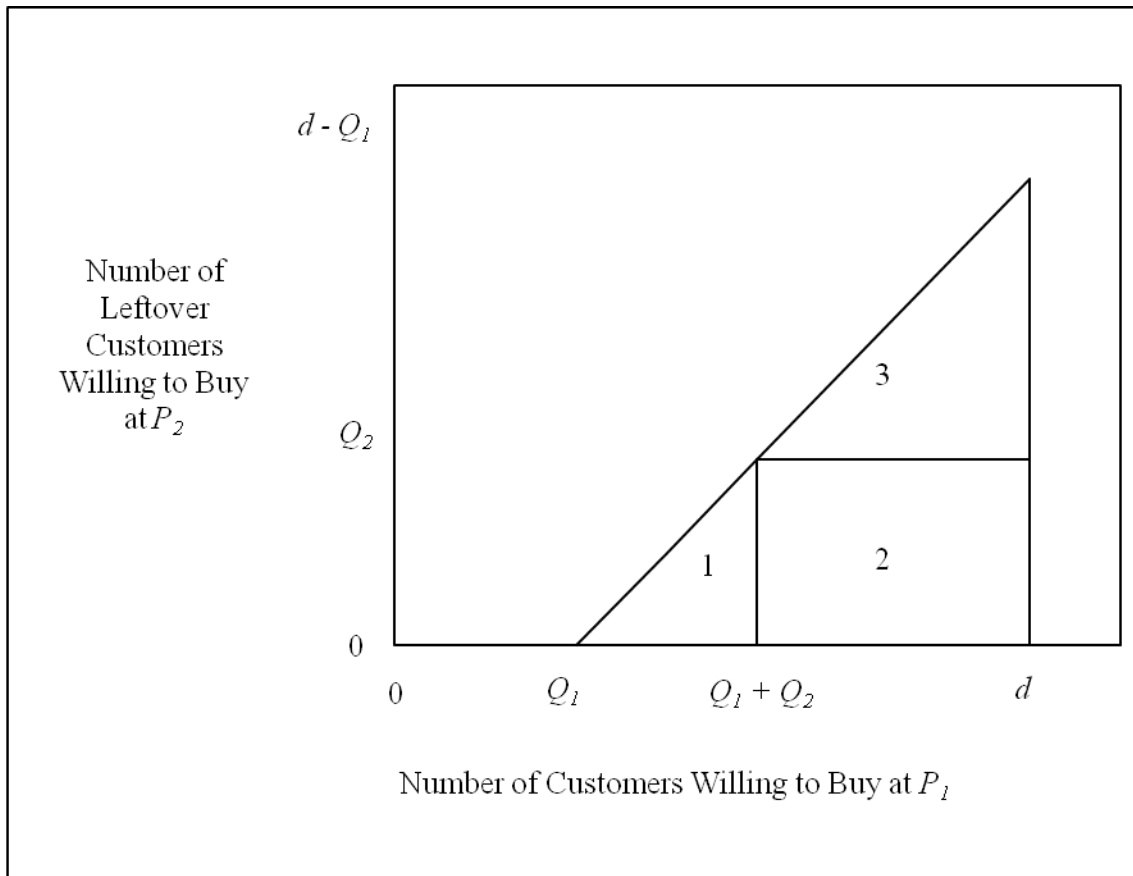 d - Q1
Number of
Leftover
Customers
Willing to Buy
at P2
3
Q2
1
2
0
0
Q1
Q1 + Q2
d
Number of Customers Willing to Buy at P1